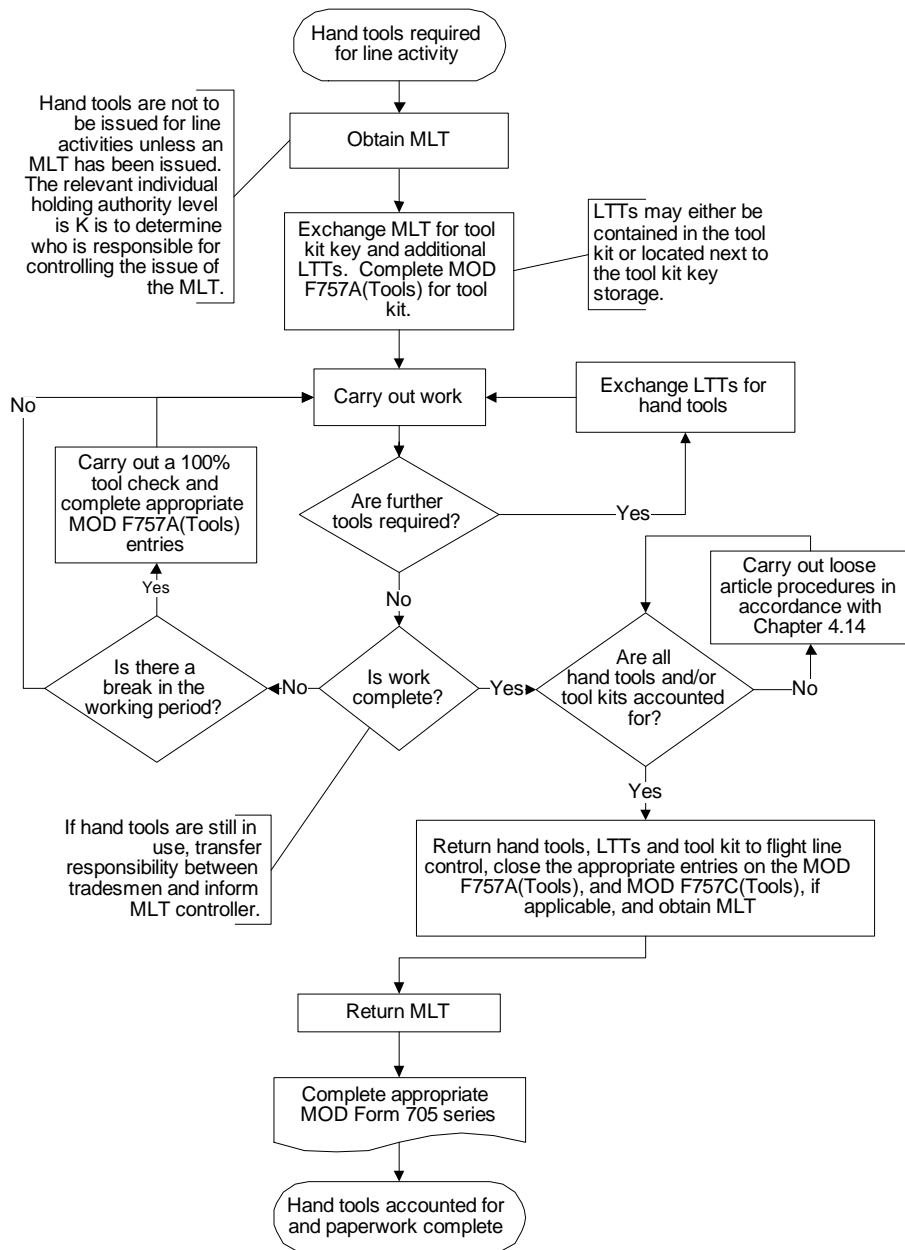 Hand tools required
for line activity
Hand tools are not to
be issued for line
activities unless an
MLT has been issued.
The relevant individual
holding authority level
is K is to determine
who is responsible for
controlling the issue of
the MLT.
Obtain MLT
Exchange MLT for tool
kit key and additional
LTTs. Complete MOD
F757A(Tools) for tool
kit.
LTTs may either be
contained in the tool
kit or located next to
the tool kit key
storage.
No
Carry out work
Exchange LTTs for
hand tools
Carry out a 100%
tool check and
complete appropriate
MOD F757A(Tools)
entries
Are further
tools required?
Yes
Carry out loose
article procedures in
accordance with
Chapter 4.14
Yes
No
Is there a
break in the
working period?
No
Is work
complete?
Yes
Are all
hand tools and/or
tool kits accounted
for?
No
Yes
If hand tools are still in
use, transfer
responsibility between
tradesmen and inform
MLT controller.
Return hand tools, LTTs and tool kit to flight line
control, close the appropriate entries on the MOD
F757A(Tools), and MOD F757C(Tools), if
applicable, and obtain MLT
Return MLT
Complete appropriate
MOD Form 705 series
Hand tools accounted for
and paperwork complete